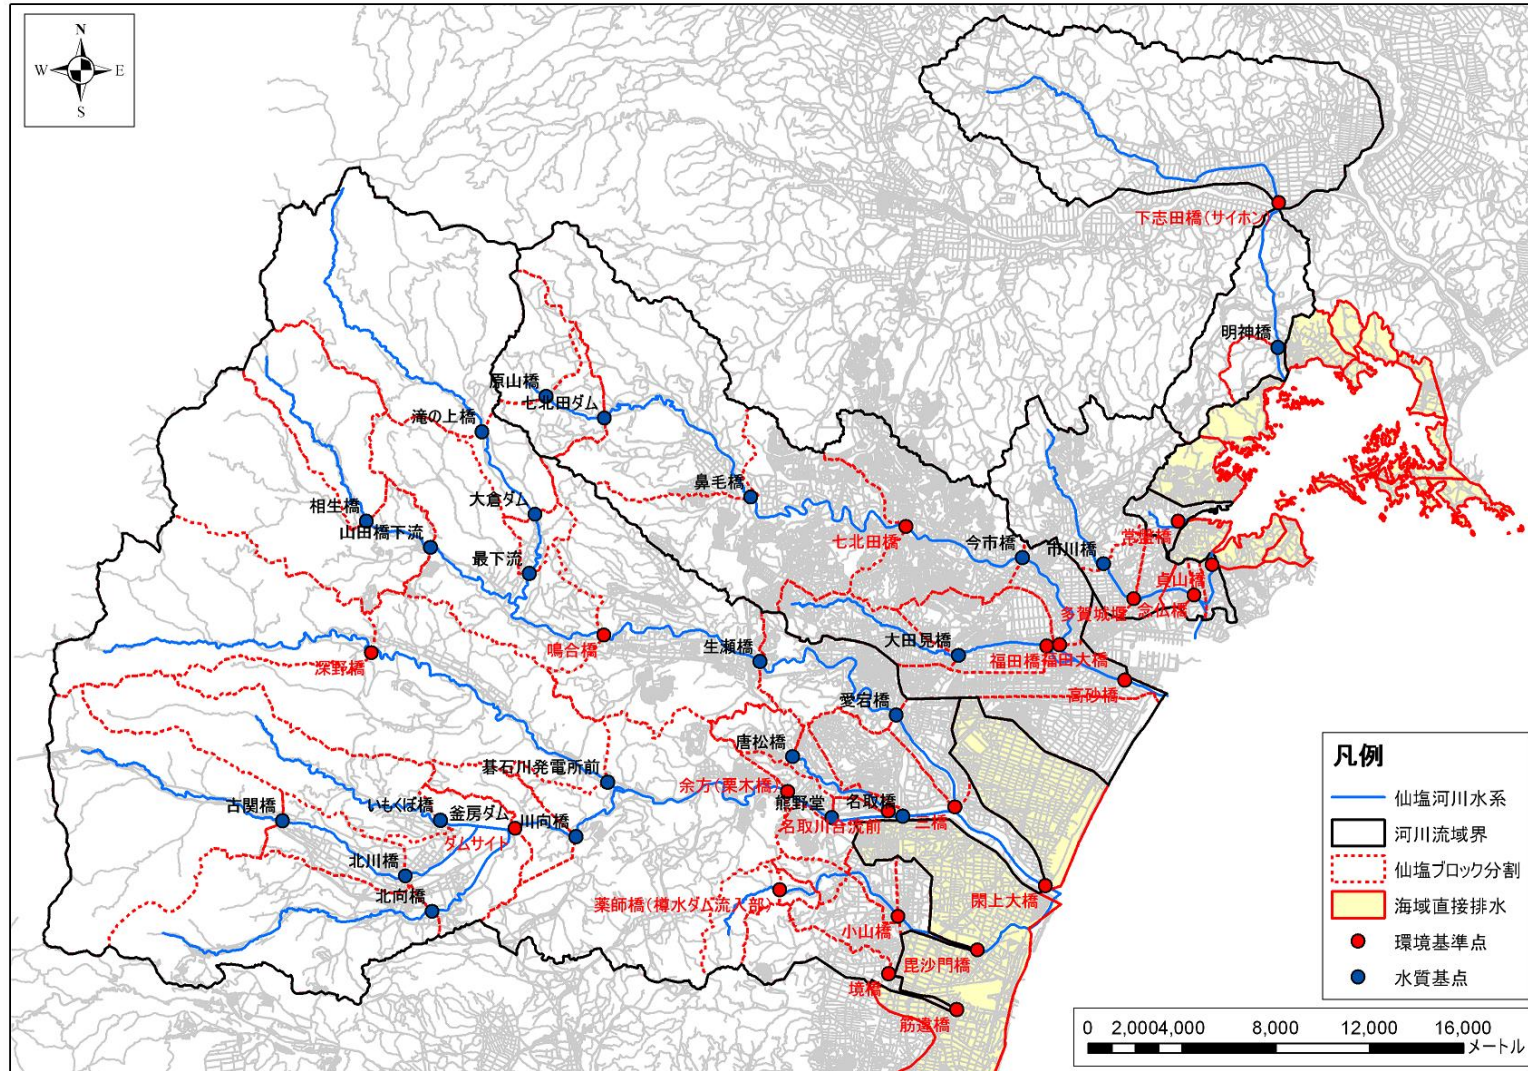 N
W
E
S
下志田橋(サイホン)
明神橋
原山橋
七北田ダム
滝の上橋
鼻毛橋
大倉ダム
相生橋
山田橋下流
最下流
七北田橋
今市橋
市川橋
常盤橋
貞山橋
念仏橋
多賀城堰
鳴合橋
生瀬橋
大田見橋
福田橋
福田大橋
深野橋
高砂橋
愛宕橋
唐松橋
碁石川発電所前
余方(栗木橋)
熊野堂
名取橋
名取川合流前
三橋
古関橋
いもくぼ橋
釜房ダム
ダムサイト
川向橋
北川橋
北向橋
薬師橋(樽水ダム流入部)
小山橋
閖上大橋
毘沙門橋
境橋
筋違橋
凡例
仙塩河川水系
河川流域界
仙塩ブロック分割
海域直接排水
環境基準点
水質基点
0 2,000 4,000 8,000 12,000 16,000
メートル